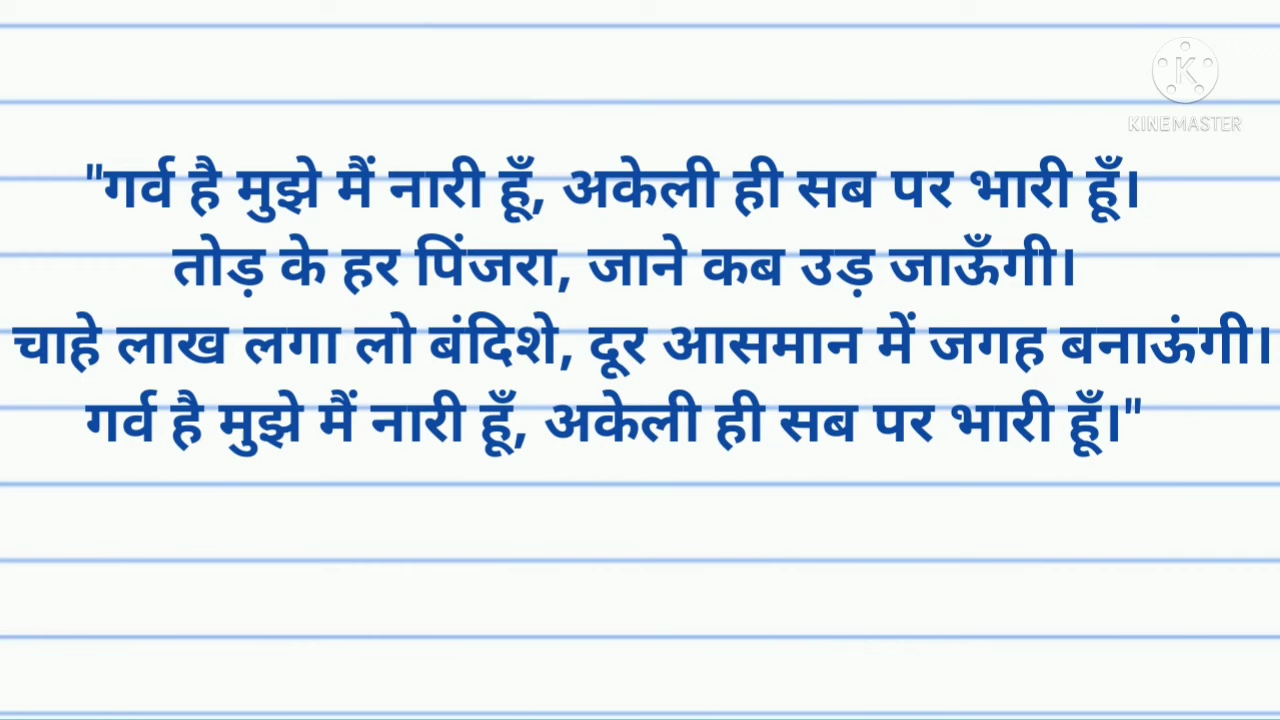 KINEMASTER
"गर्व है मुझे मैं नारी हूँ, अकेली ही सब पर भारी हूँ।
तोड़ के हर पिंजरा, जाने कब उड़ जाऊँगी।
चाहे लाख लगा लो बंदिशे, दूर आसमान में जगह बनाऊंगी।
गर्व है मुझे मैं नारी हूँ, अकेली ही सब पर भारी हूँ।"